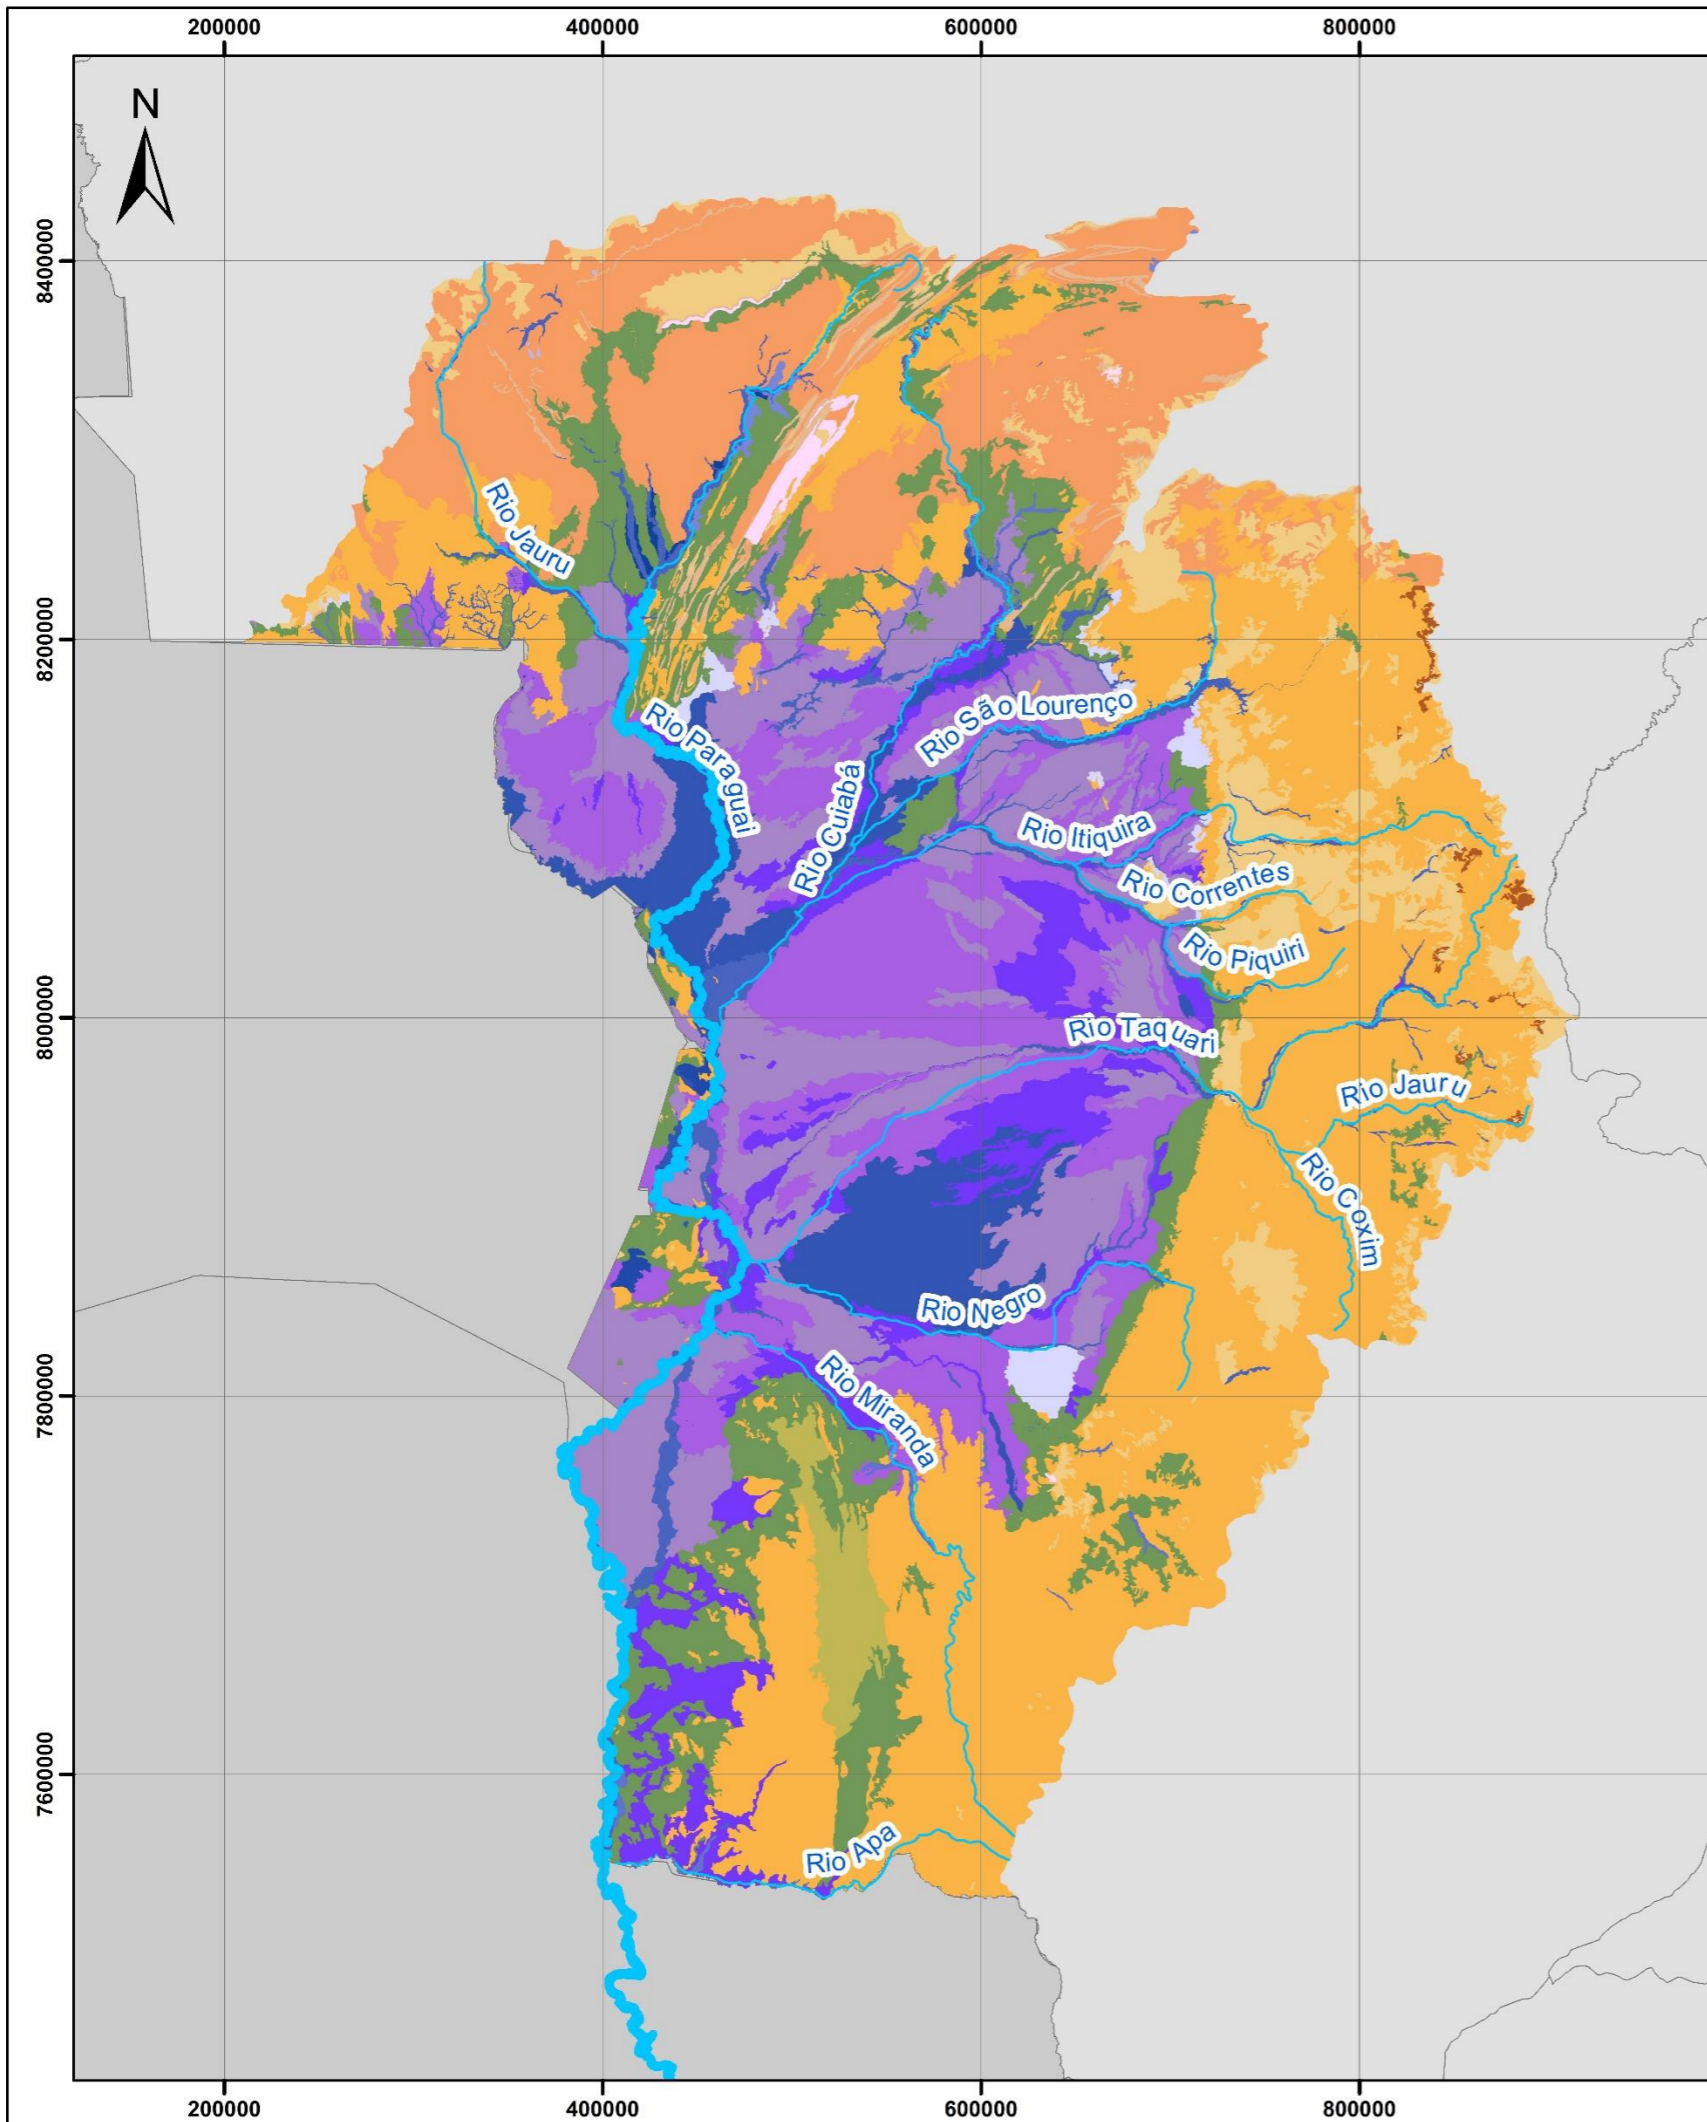 200000 400000 600000 800000
N
8400000
8200000
8000000
7800000
7600000
Rio Jauru
Rio Paraguai
Rio Cuiabá
Rio São Lourenço
Rio Itiquira
Rio Correntes
Rio Piquiri
Rio Taquari
Rio Jauru
Rio Coxim
Rio Negro
Rio Miranda
Rio Apa
200000 400000 600000 800000